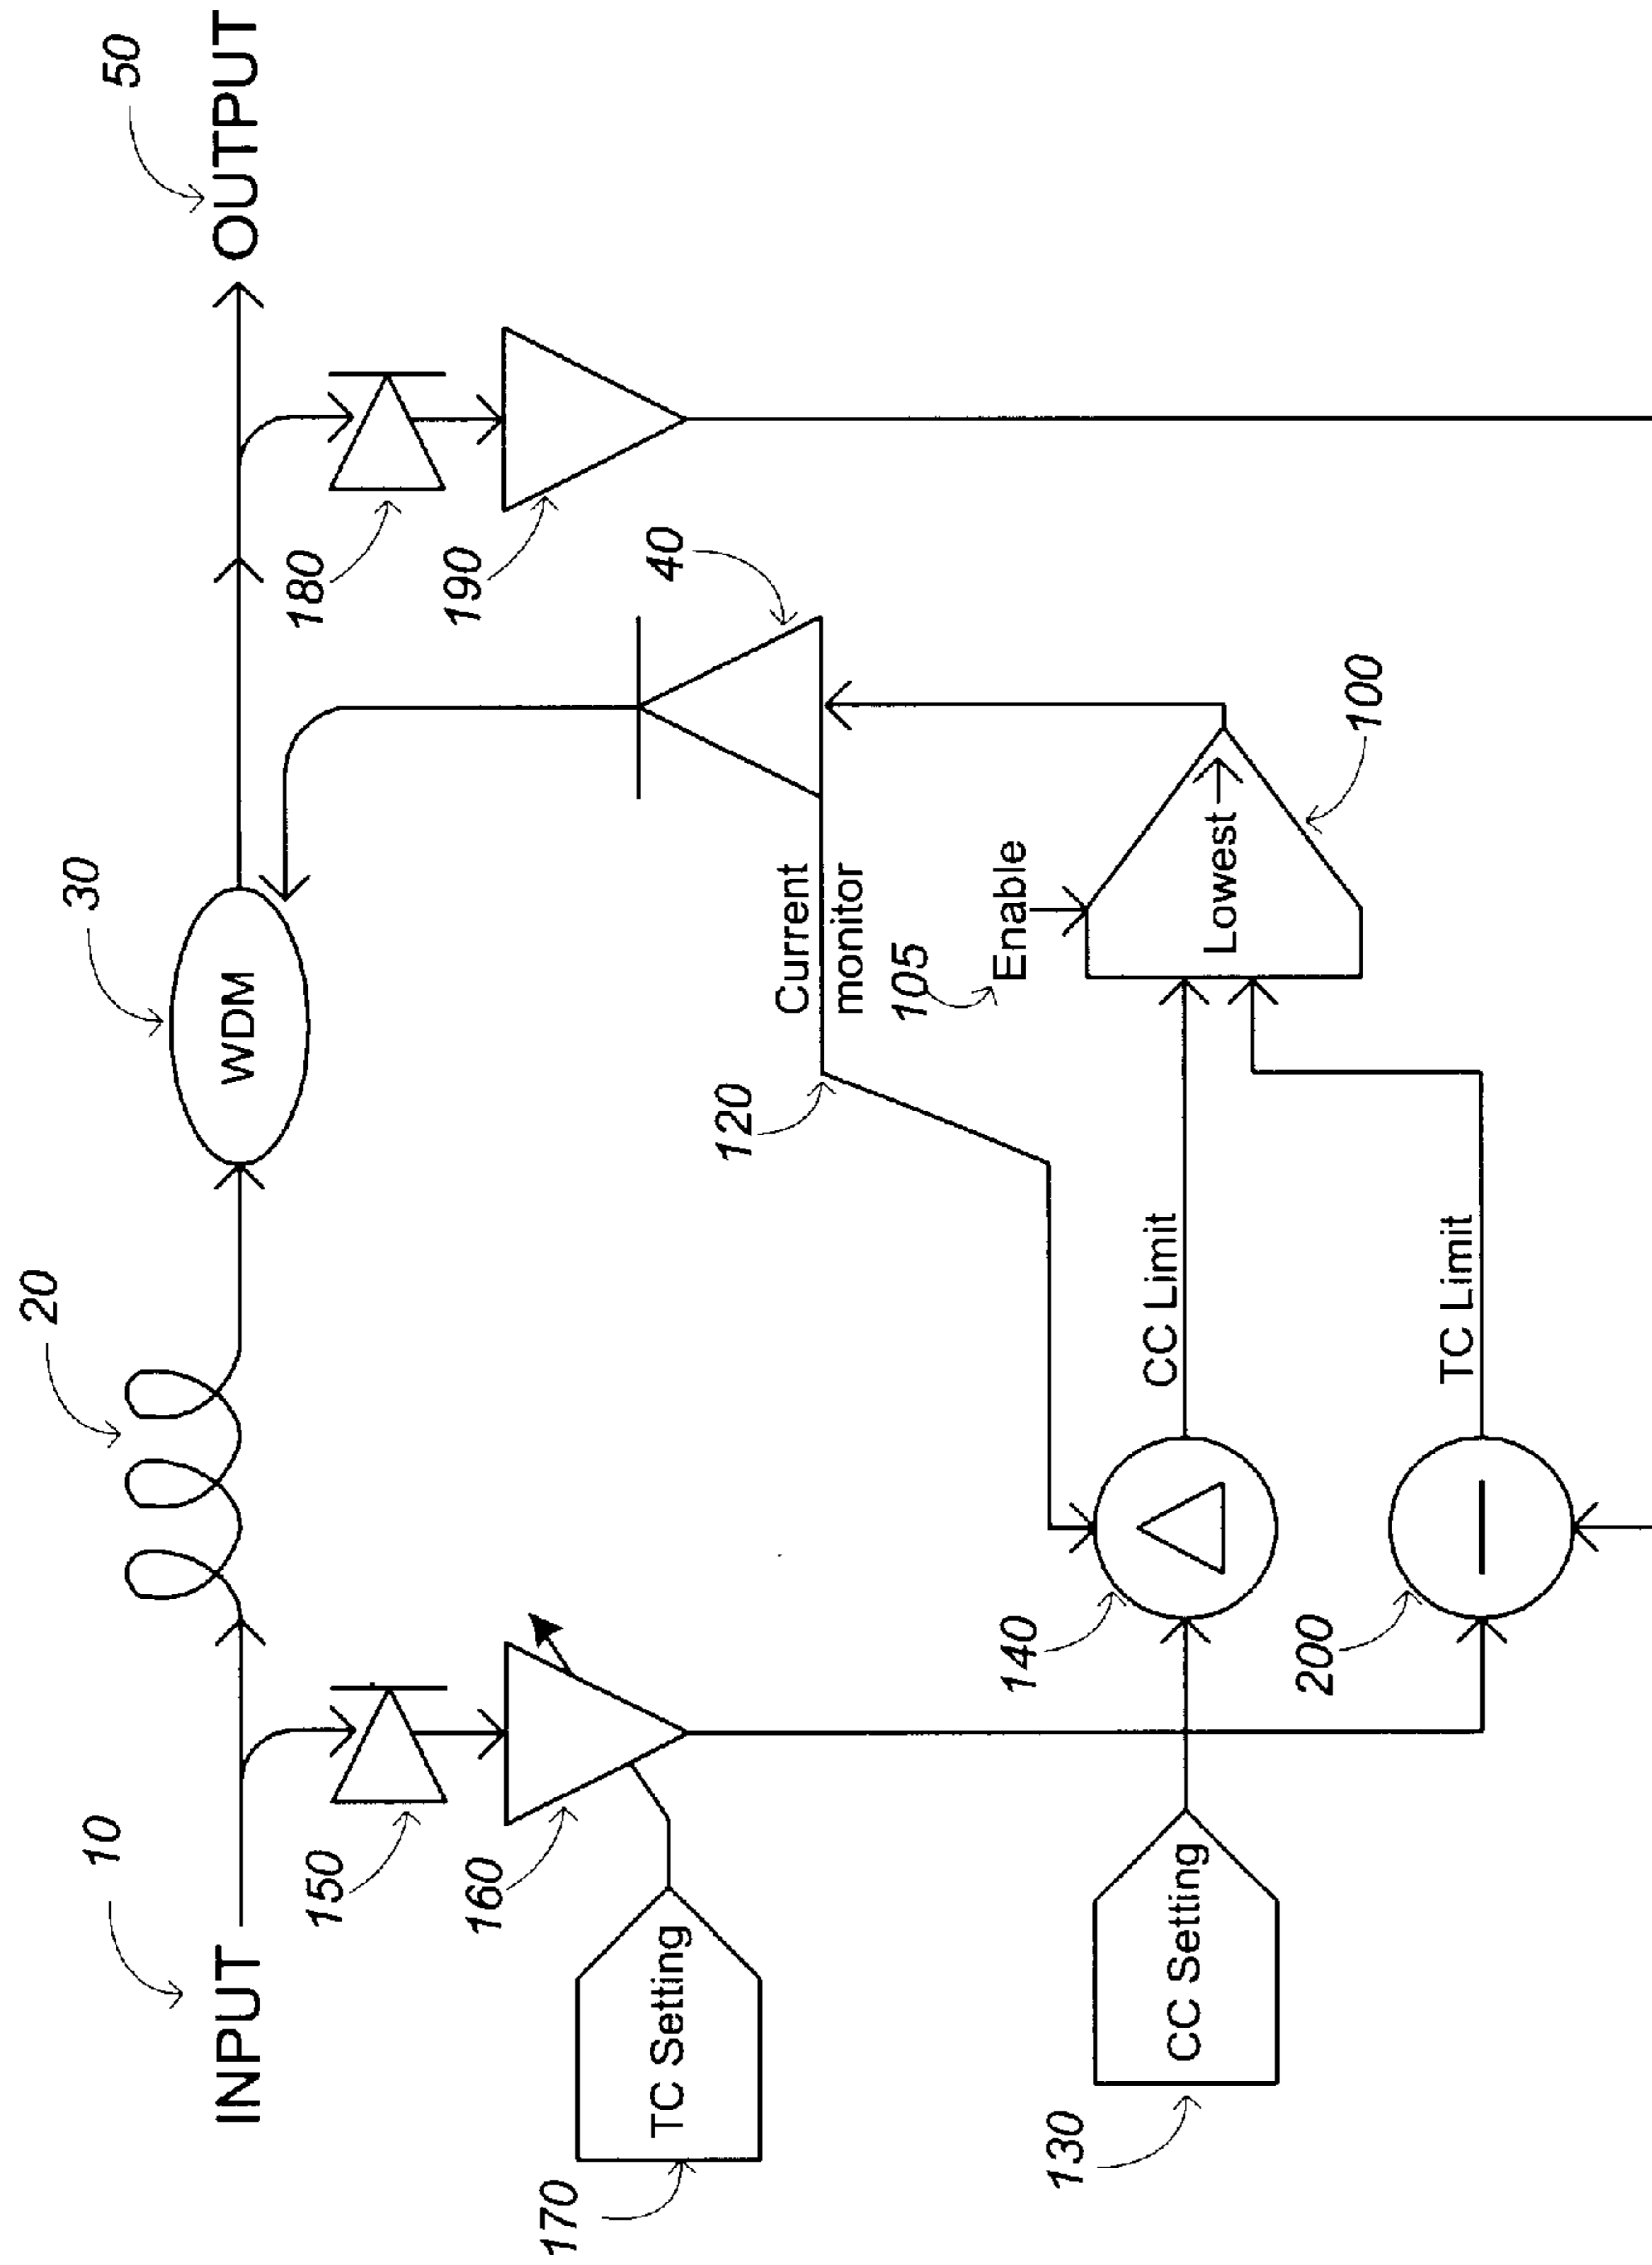 10
INPUT
20
30
WDM
50
OUTPUT
150
160
170
TC Setting
180
190
40
Current
monitor
120
105
Enable
130
CC Setting
140
CC Limit
Lowest
100
200
TC Limit